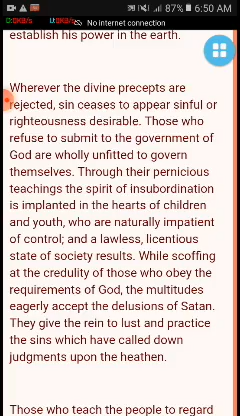 0:0KB/s U:0KB/s 87% 6:50 AM
No internet connection
establish his power in the earth.
Wherever the divine precepts are
rejected, sin ceases to appear sinful or
righteousness desirable. Those who
refuse to submit to the government of
God are wholly unfitted to govern
themselves. Through their pernicious
teachings the spirit of insubordination
is implanted in the hearts of children
and youth, who are naturally impatient
of control; and a lawless, licentious
state of society results. While scoffing
at the credulity of those who obey the
requirements of God, the multitudes
eagerly accept the delusions of Satan.
They give the rein to lust and practice
the sins which have called down
judgments upon the heathen.
Those who teach the people to regard